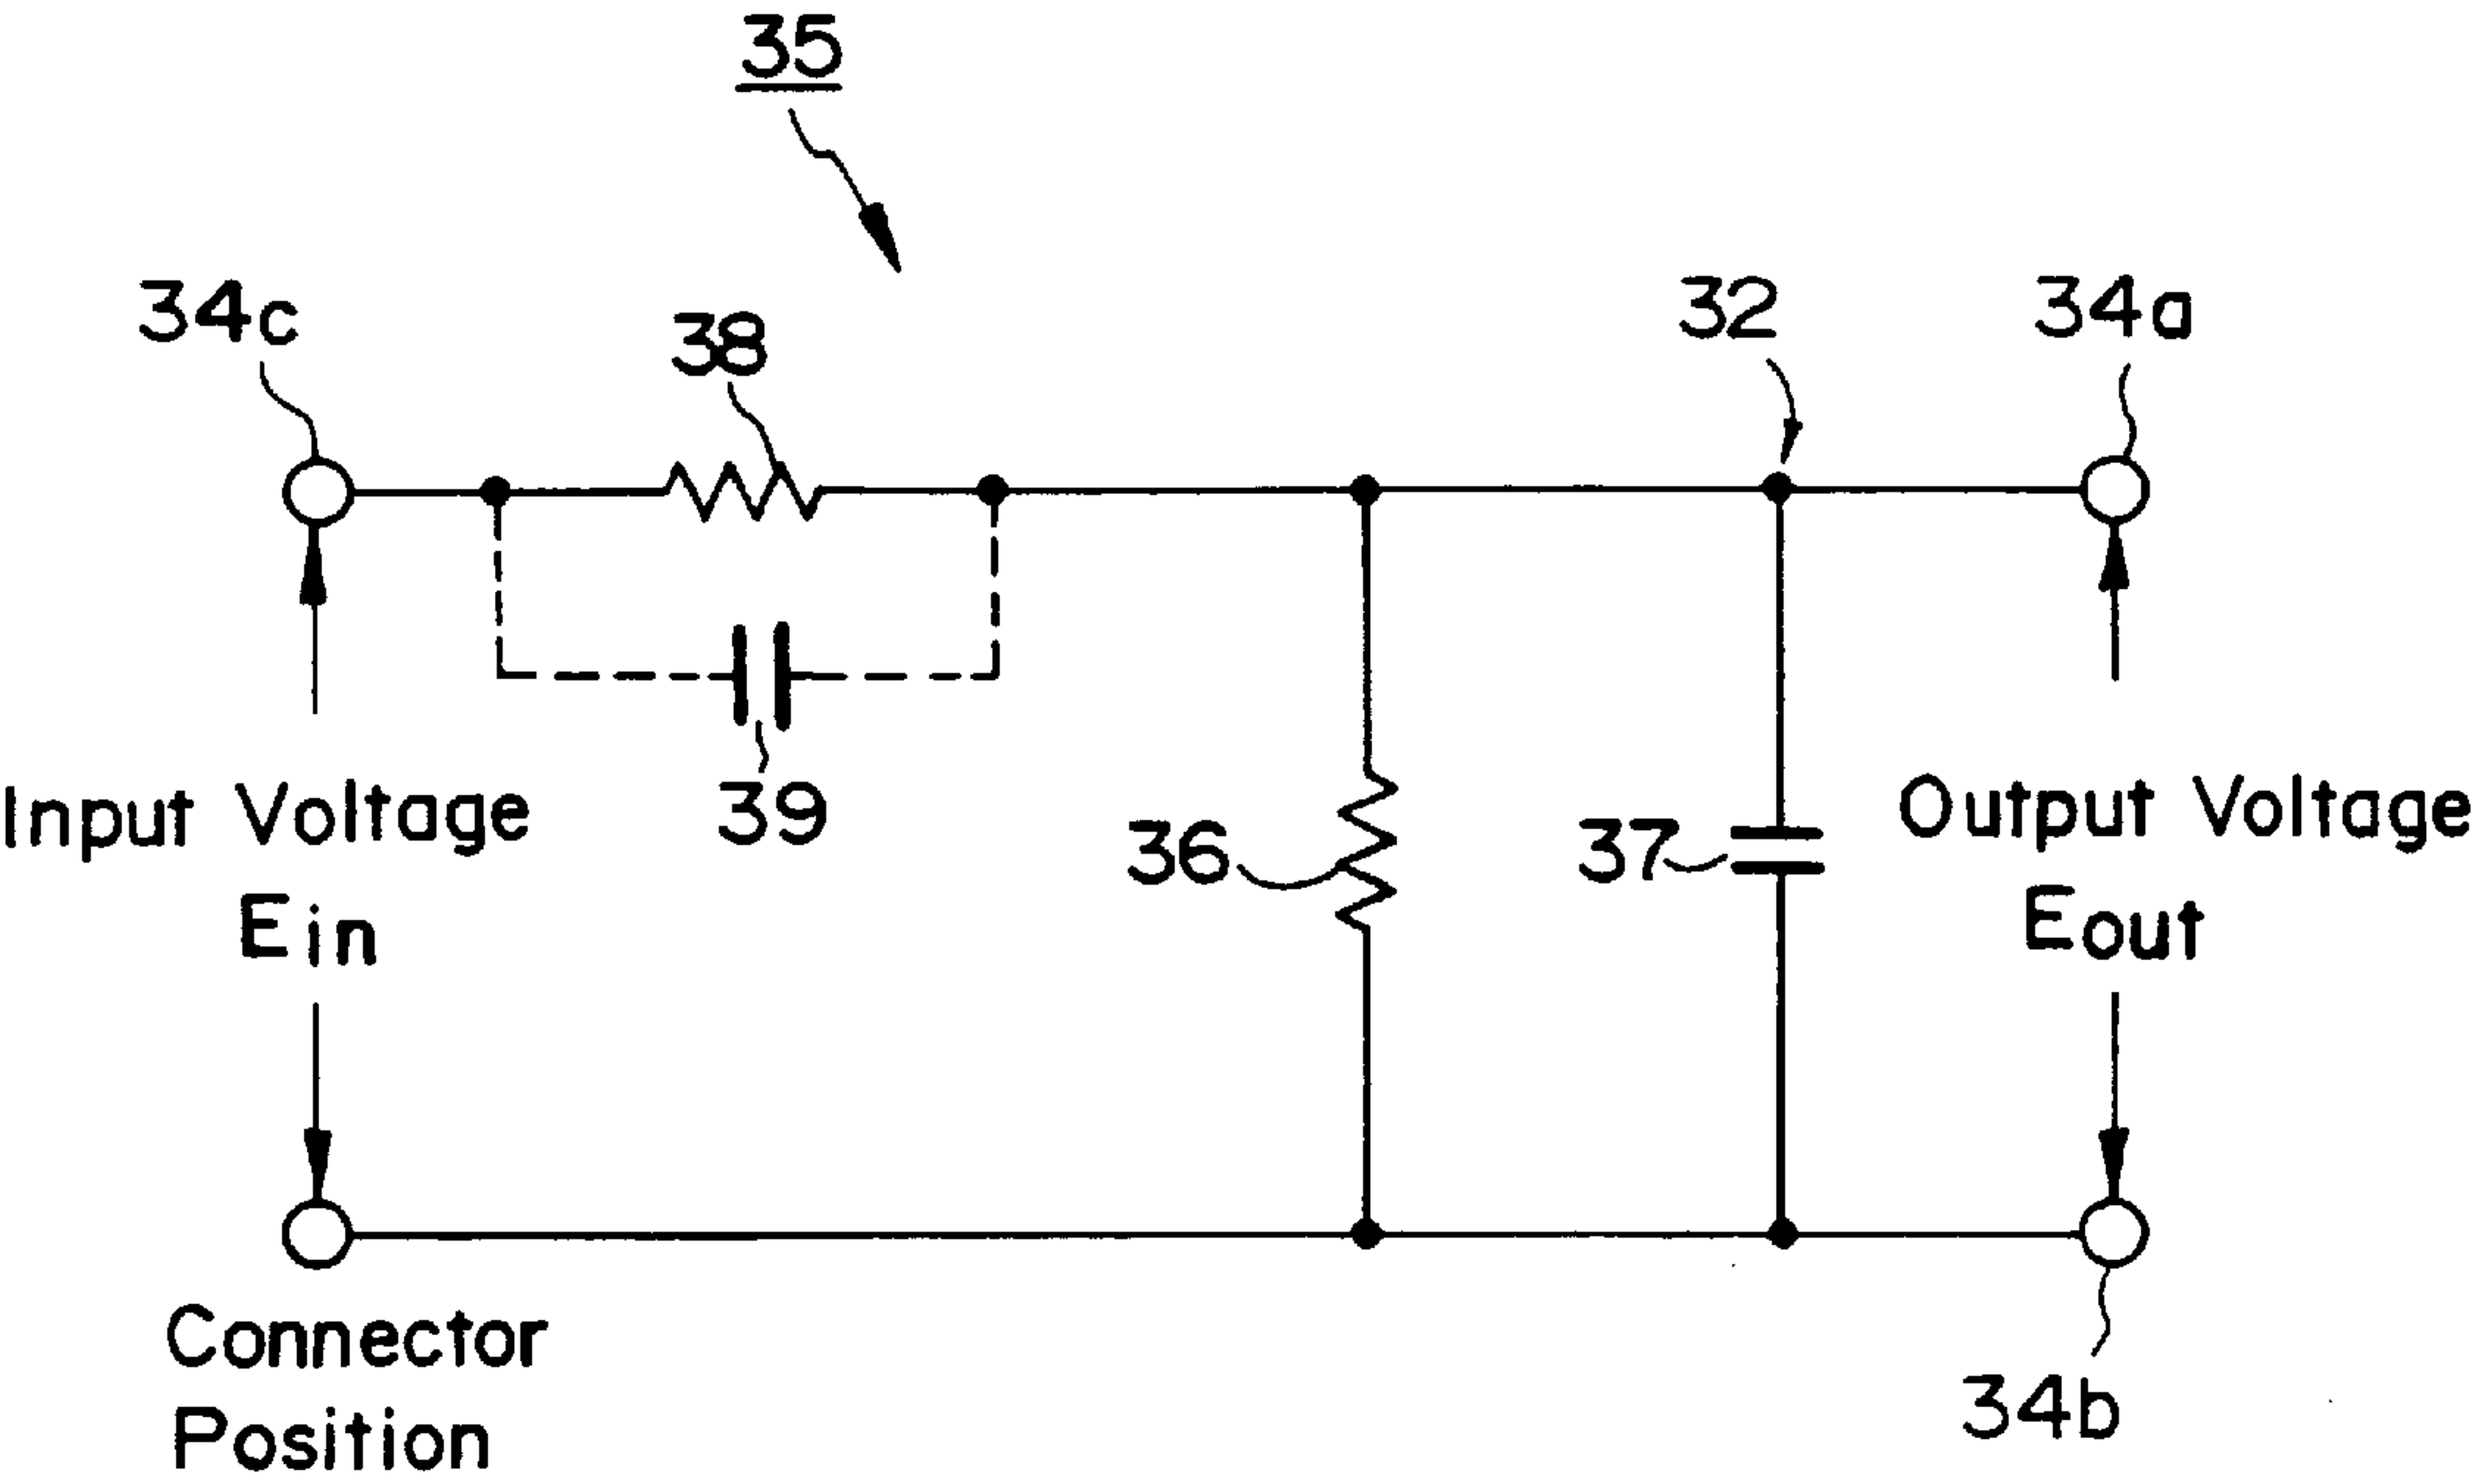 35
34c
38
32
34a
39
Input Voltage
Ein
36
37
Output Voltage
Eout
Connector
Position
34b